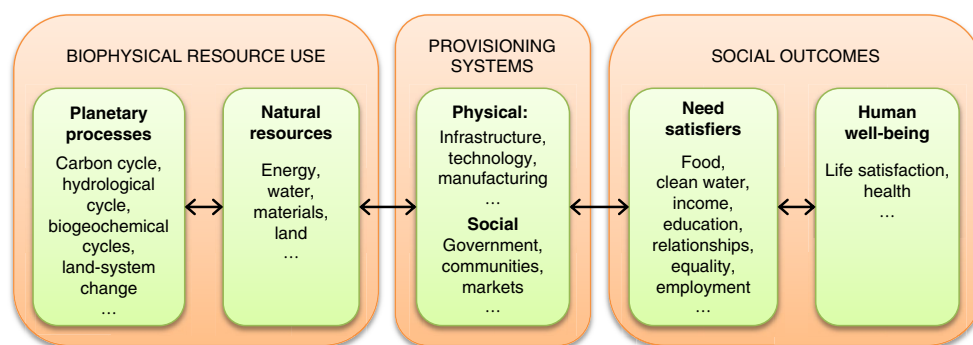 BIOPHYSICAL RESOURCE USE
Planetary
processes
Carbon cycle,
hydrological
cycle,
biogeochemical
cycles,
land-system
change
...
Natural
resources
Energy,
water,
materials,
land
...
PROVISIONING
SYSTEMS
Physical:
Infrastructure,
technology,
manufacturing
...
Social
Government,
communities,
markets
...
SOCIAL OUTCOMES
Need
satisfiers
Food,
clean water,
income,
education,
relationships,
equality,
employment
...
Human
well-being
Life satisfaction,
health
...